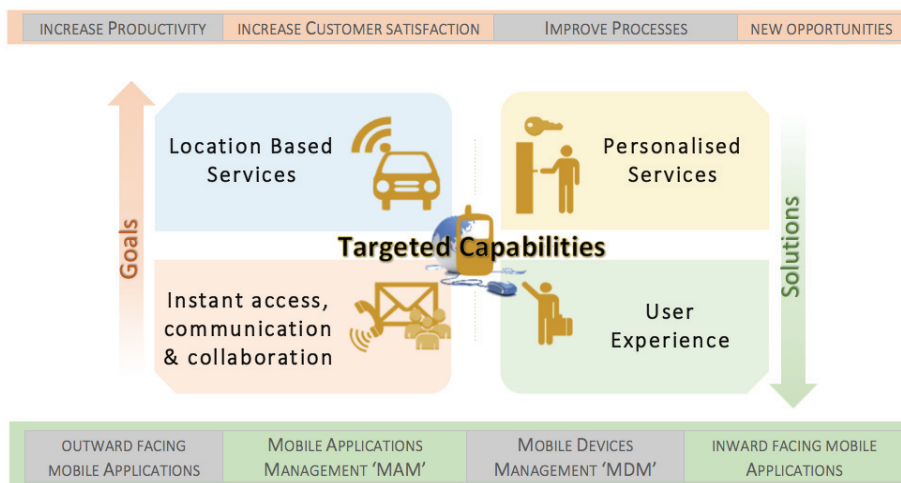 INCREASE PRODUCTIVITY
INCREASE CUSTOMER SATISFACTION
IMPROVE PROCESSES
NEW OPPORTUNITIES
Goals
Location Based
Services
Personalised
Services
Targeted Capabilities
Instant access,
communication
& collaboration
User
Experience
Solutions
OUTWARD FACING
MOBILE APPLICATIONS
MOBILE APPLICATIONS
MANAGEMENT ‘MAM’
MOBILE DEVICES
MANAGEMENT ‘MDM’
INWARD FACING MOBILE
APPLICATIONS